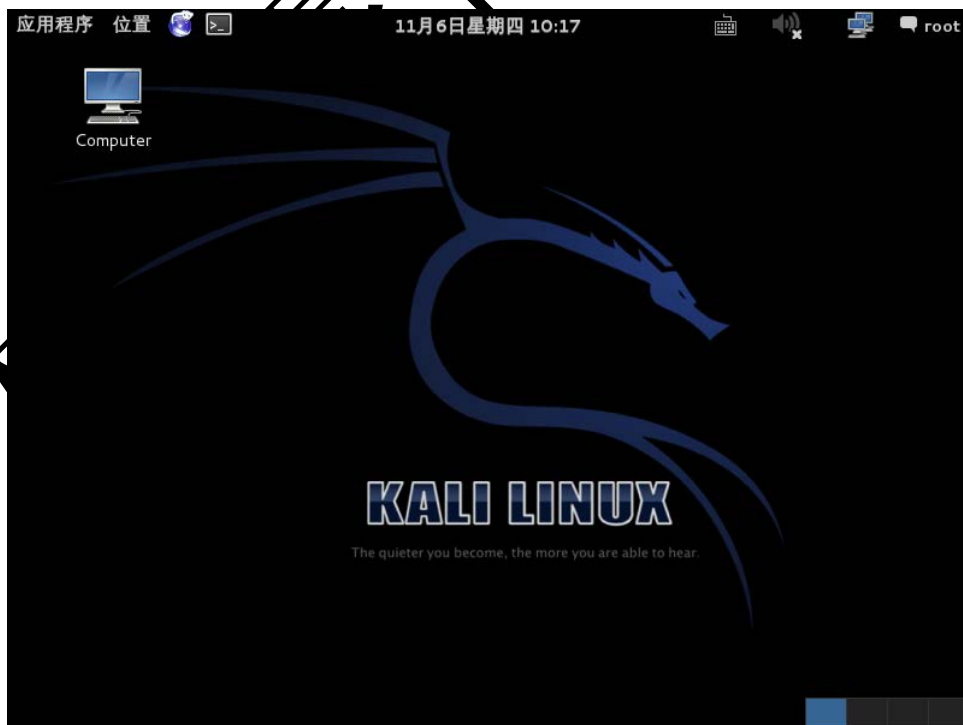 应用程序 位置 11月6日星期四 10:17 root
Computer
KALI LINUX
The quieter you become, the more you are able to hear.